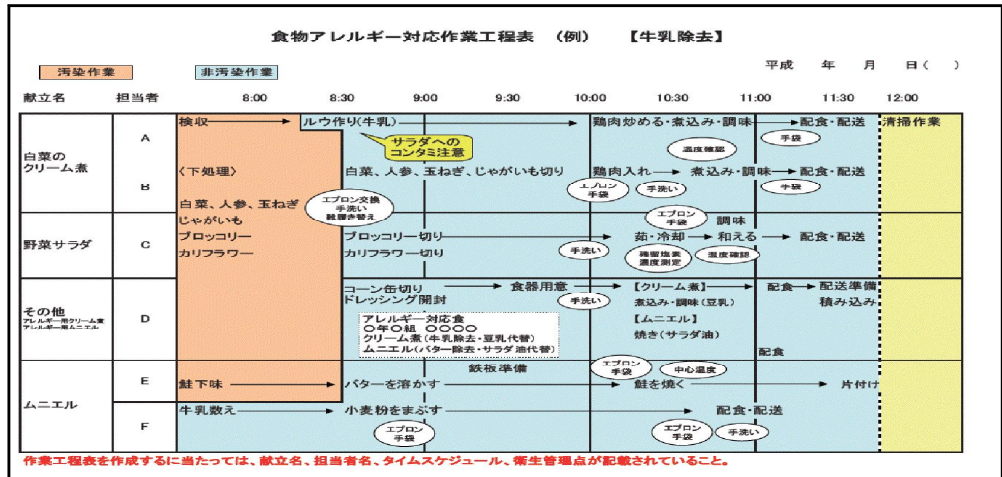 食物アレルギー対応作業工程表 (例) 【牛乳除去】
汚染作業 非汚染作業 平成 年 月 日( )
献立名 担当者 8:00 8:30 9:00 9:30 10:00 10:30 11:00 11:30 12:00
白菜の
クリーム煮
A
検収 ルウ作り(牛乳) 鶏肉炒める・煮込み・調味 配食・配送 清掃作業
手袋
サラダへの
コンタミ注意
温度確認
B
〈下処理〉 白菜、人参、玉ねぎ、じゃがいも切り 鶏肉入れ 煮込み・調味 配食・配送
エプロン
手袋
手洗い
手袋
白菜、人参、玉ねぎ
エプロン交換
手洗い
靴履き替え
じゃがいも
野菜サラダ
C
エプロン
手袋
調味
ブロッコリー ブロッコリー切り 茹・冷却 和える 配食・配送
カリフラワー カリフラワー切り
手洗い
残留塩素
濃度測定
温度確認
その他
アレルギー用クリーム煮
アレルギー用ムニエル
D
コーン缶切り 食器用意 【クリーム煮】 配食 配送準備
ドレッシング開封 手洗い 煮込み・調味(豆乳) 積み込み
アレルギー対応食
〇年〇組 〇〇〇〇
クリーム煮(牛乳除去・豆乳代替)
ムニエル(バター除去・サラダ油代替)
【ムニエル】
焼き(サラダ油)
配食
ムニエル
E
鉄板準備
エプロン
手袋
中心温度
鮭下味 バターを溶かす 鮭を焼く 片付け
F
牛乳数え 小麦粉をまぶす 配食・配送
エプロン
手袋
エプロン
手袋
手洗い
作業工程表を作成するに当たっては、献立名、担当者名、タイムスケジュール、衛生管理点が記載されていること。